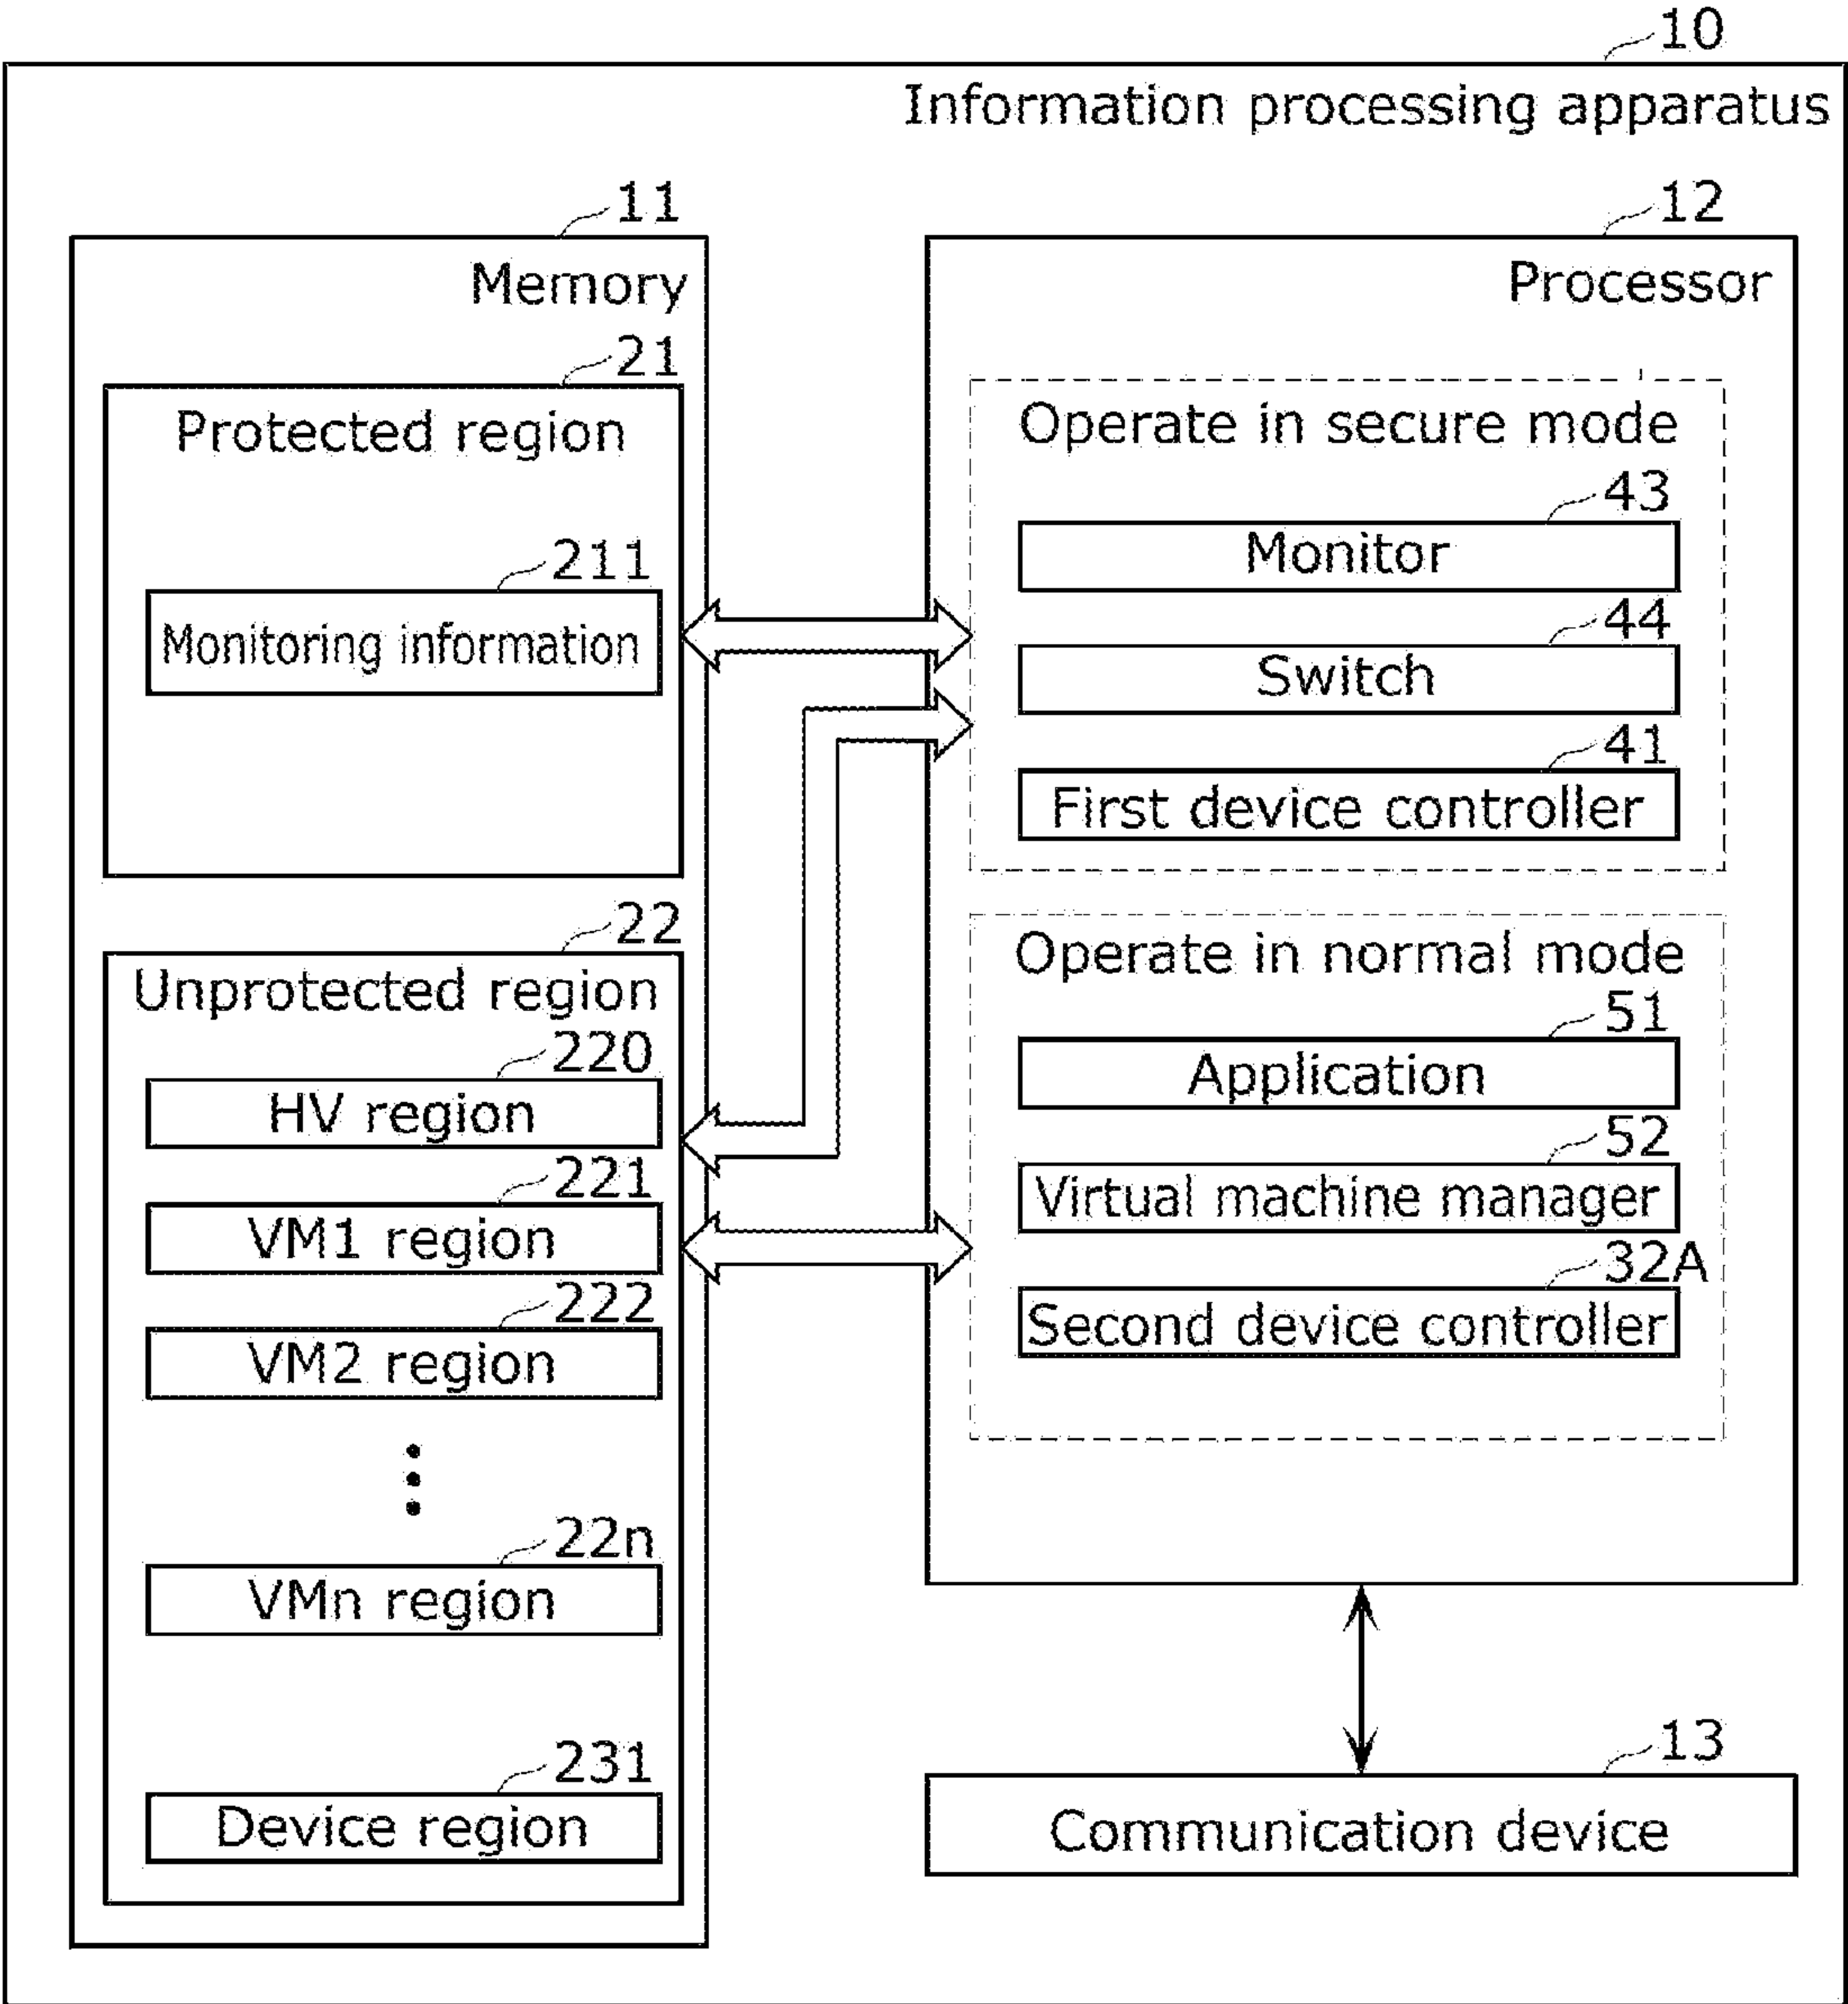 10
Information processing apparatus
11
Memory
21
Protected region
211
Monitoring information
22
Unprotected region
220
HV region
221
VM1 region
222
VM2 region
22n
VMn region
231
Device region
12
Processor
Operate in secure mode
43
Monitor
44
Switch
41
First device controller
Operate in normal mode
51
Application
52
Virtual machine manager
32A
Second device controller
13
Communication device